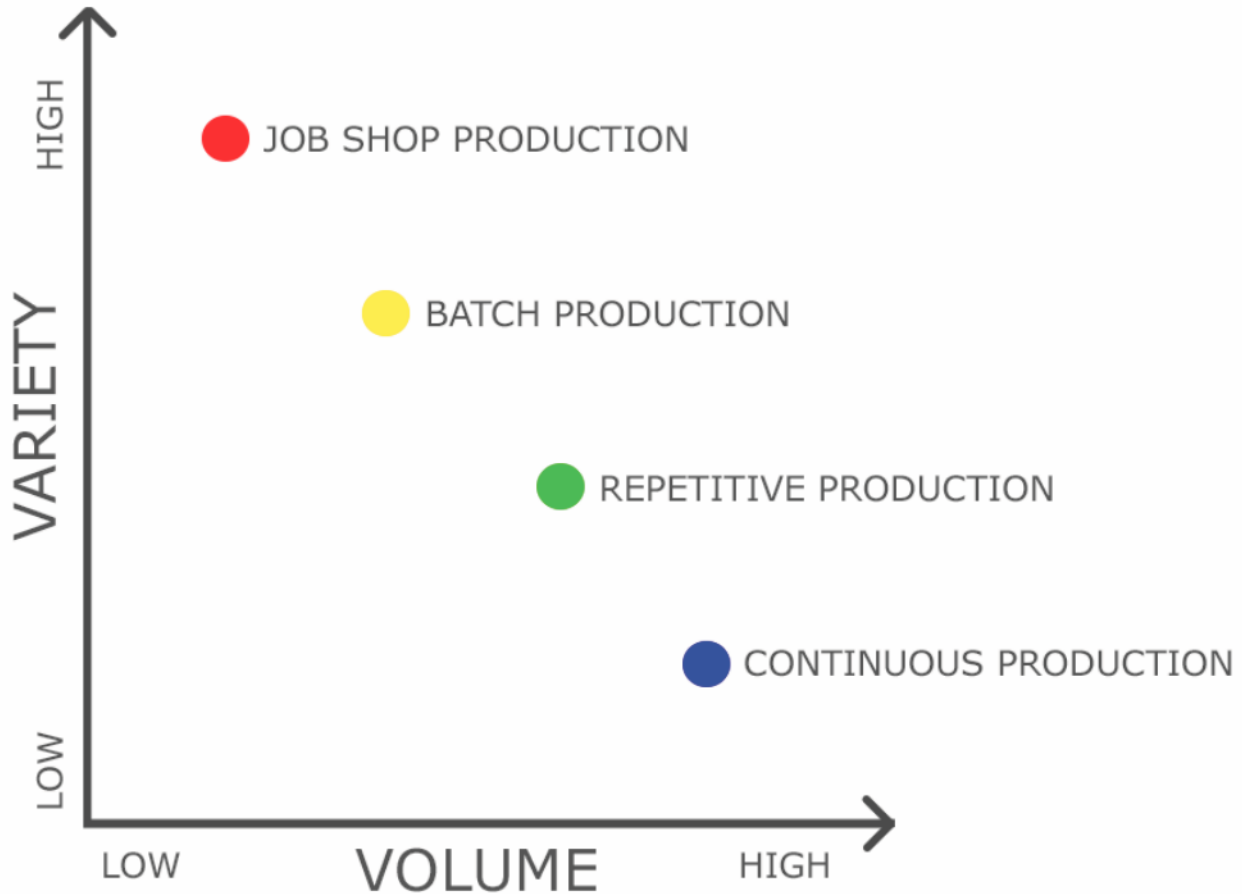 HIGH
JOB SHOP PRODUCTION
BATCH PRODUCTION
VARIETY
REPETITIVE PRODUCTION
CONTINUOUS PRODUCTION
LOW
LOW
VOLUME
HIGH